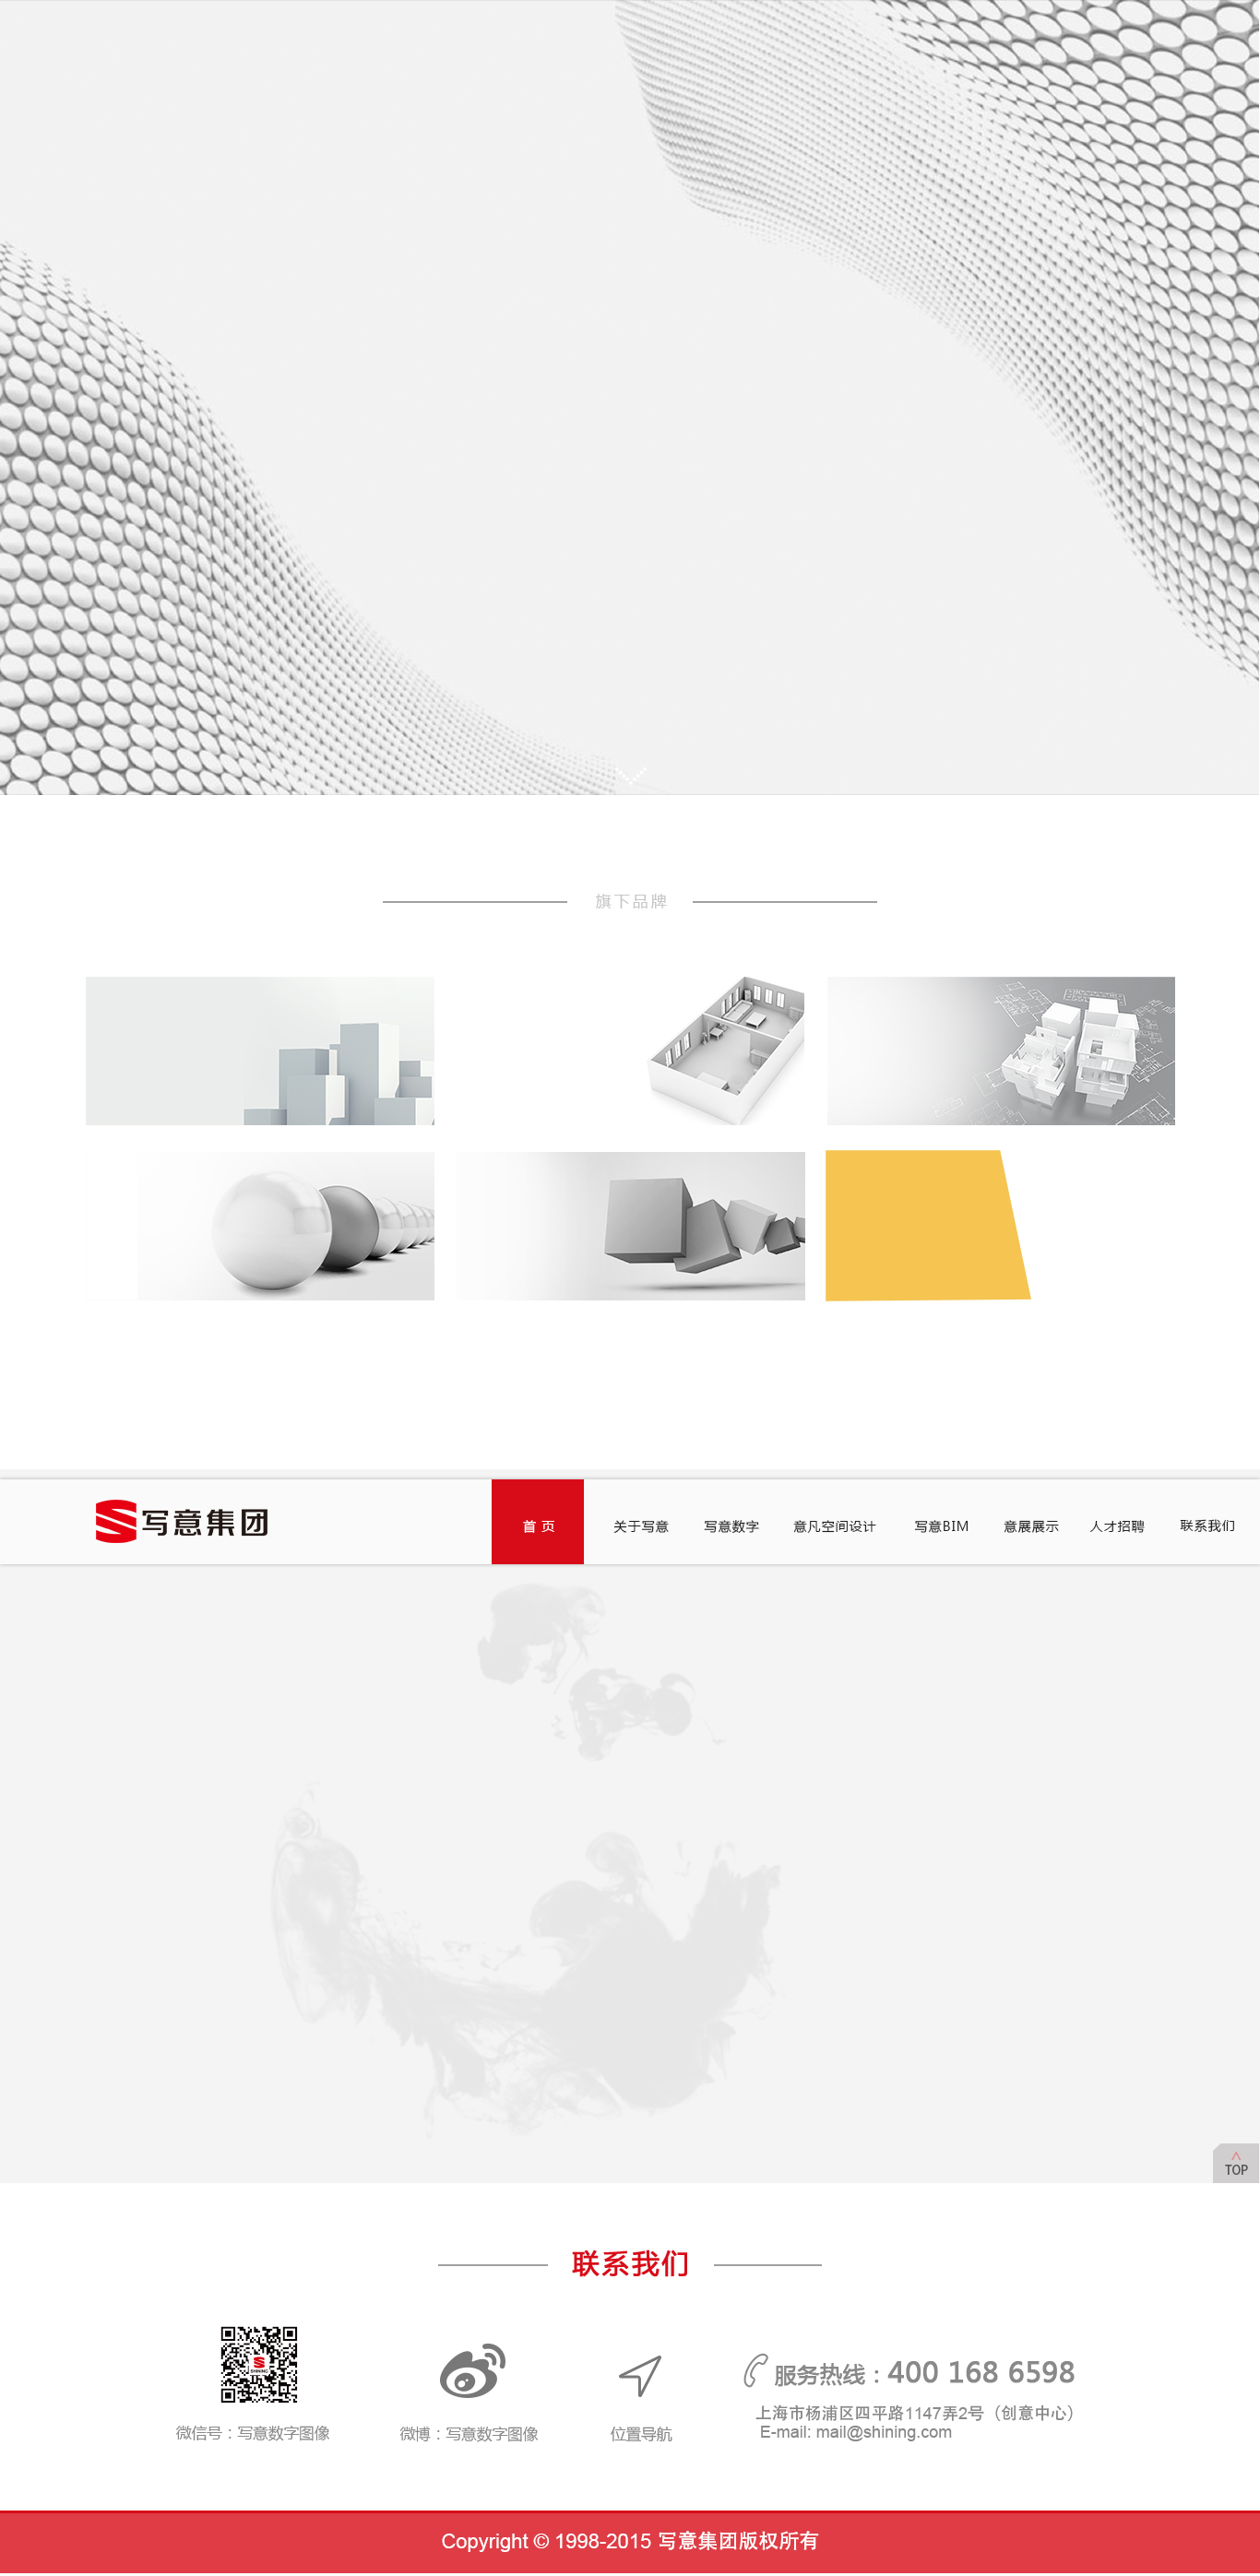 旗下品牌
写意集团
首 页 关于写意 写意数字 意凡空间设计 写意BIM 意展展示 人才招聘 联系我们
TOP
联系我们
SHINING
微信号：写意数字图像
微博：写意数字图像
位置导航
服务热线：400 168 6598
上海市杨浦区四平路1147弄2号（创意中心）
E-mail: mail@shining.com
Copyright © 1998-2015 写意集团版权所有